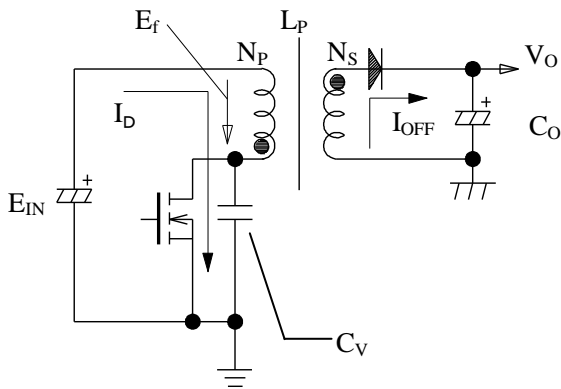 E_f
L_P
N_P
N_S
V_O
I_D
I_OFF
C_O
E_IN
C_V
+
+